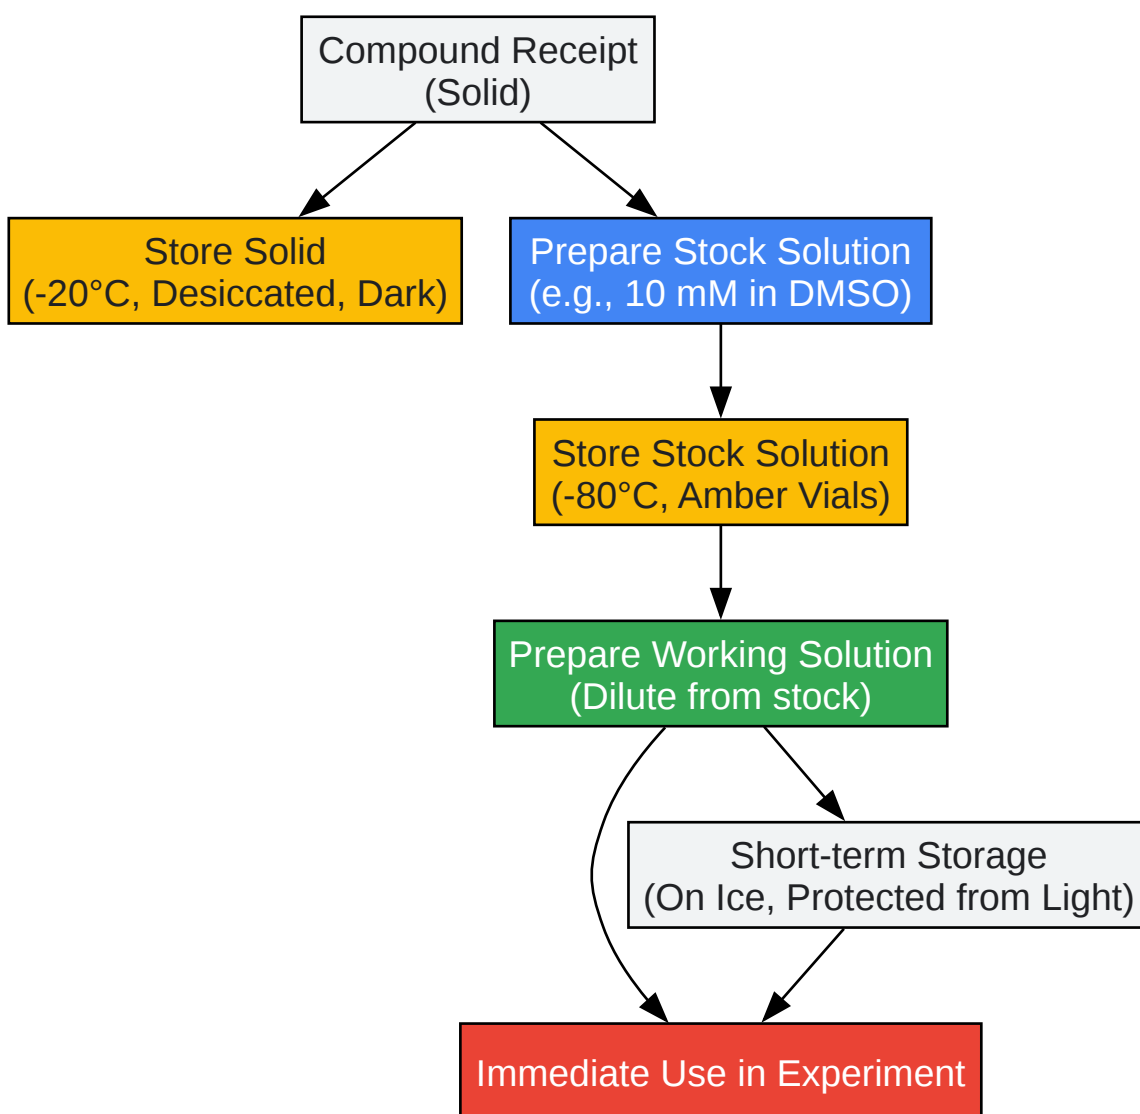 Compound Receipt
(Solid)
Store Solid
(-20°C, Desiccated, Dark)
Prepare Stock Solution
(e.g., 10 mM in DMSO)
Store Stock Solution
(-80°C, Amber Vials)
Prepare Working Solution
(Dilute from stock)
Short-term Storage
(On Ice, Protected from Light)
Immediate Use in Experiment